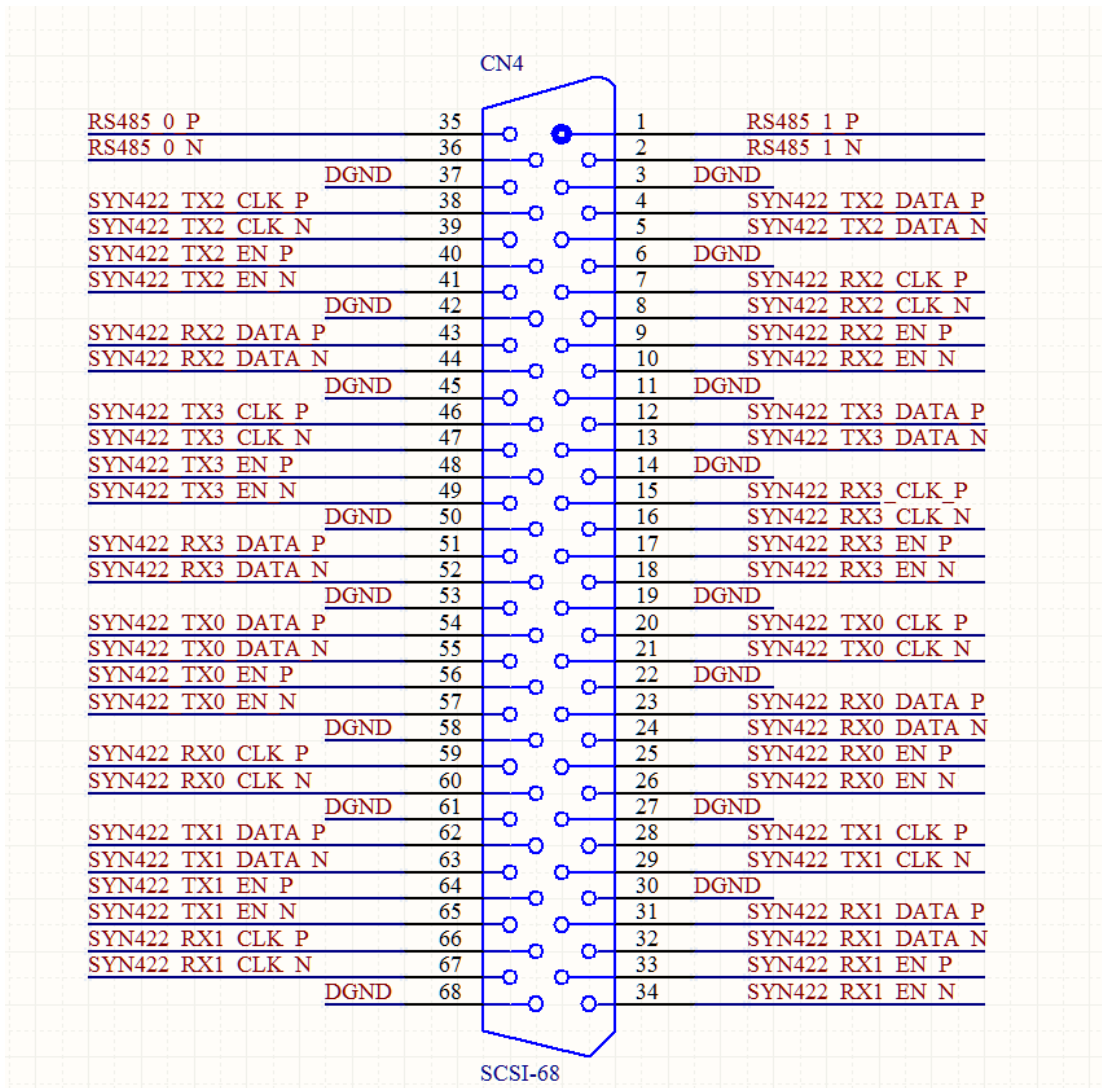 CN4
RS485_0_P 35 1 RS485_1_P
RS485_0_N 36 2 RS485_1_N
DGND 37 3 DGND
SYN422_TX2_CLK_P 38 4 SYN422_TX2_DATA_P
SYN422_TX2_CLK_N 39 5 SYN422_TX2_DATA_N
SYN422_TX2_EN_P 40 6 DGND
SYN422_TX2_EN_N 41 7 SYN422_RX2_CLK_P
DGND 42 8 SYN422_RX2_CLK_N
SYN422_RX2_DATA_P 43 9 SYN422_RX2_EN_P
SYN422_RX2_DATA_N 44 10 SYN422_RX2_EN_N
DGND 45 11 DGND
SYN422_TX3_CLK_P 46 12 SYN422_TX3_DATA_P
SYN422_TX3_CLK_N 47 13 SYN422_TX3_DATA_N
SYN422_TX3_EN_P 48 14 DGND
SYN422_TX3_EN_N 49 15 SYN422_RX3_CLK_P
DGND 50 16 SYN422_RX3_CLK_N
SYN422_RX3_DATA_P 51 17 SYN422_RX3_EN_P
SYN422_RX3_DATA_N 52 18 SYN422_RX3_EN_N
DGND 53 19 DGND
SYN422_TX0_DATA_P 54 20 SYN422_TX0_CLK_P
SYN422_TX0_DATA_N 55 21 SYN422_TX0_CLK_N
SYN422_TX0_EN_P 56 22 DGND
SYN422_TX0_EN_N 57 23 SYN422_RX0_DATA_P
DGND 58 24 SYN422_RX0_DATA_N
SYN422_RX0_CLK_P 59 25 SYN422_RX0_EN_P
SYN422_RX0_CLK_N 60 26 SYN422_RX0_EN_N
DGND 61 27 DGND
SYN422_TX1_DATA_P 62 28 SYN422_TX1_CLK_P
SYN422_TX1_DATA_N 63 29 SYN422_TX1_CLK_N
SYN422_TX1_EN_P 64 30 DGND
SYN422_TX1_EN_N 65 31 SYN422_RX1_DATA_P
SYN422_RX1_CLK_P 66 32 SYN422_RX1_DATA_N
SYN422_RX1_CLK_N 67 33 SYN422_RX1_EN_P
DGND 68 34 SYN422_RX1_EN_N
SCSI-68